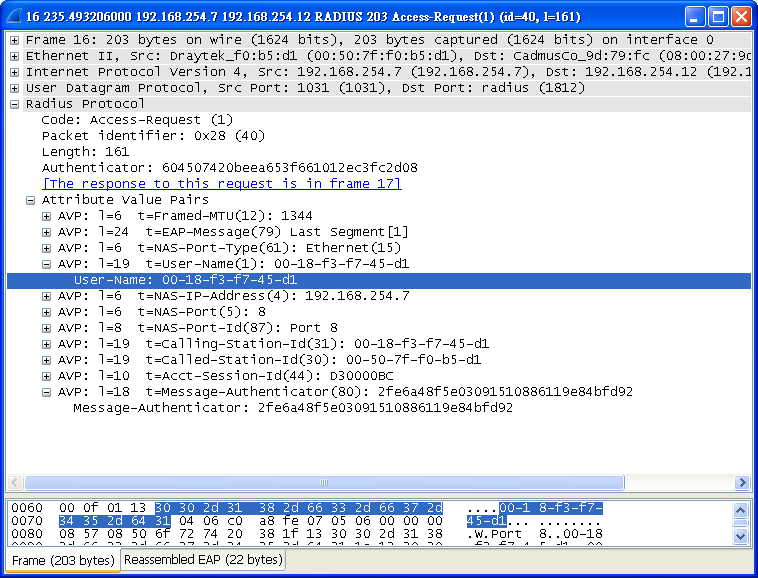 16 235.493206000 192.168.254.7 192.168.254.12 RADIUS 203 Access-Request(1) (id=40, l=161)
Frame 16: 203 bytes on wire (1624 bits), 203 bytes captured (1624 bits) on interface 0
Ethernet II, Src: Draytek_f0:b5:d1 (00:50:7f:f0:b5:d1), Dst: CadmusCo_9d:79:fc (08:00:27:9d
Internet Protocol Version 4, Src: 192.168.254.7 (192.168.254.7), Dst: 192.168.254.12 (192.1
User Datagram Protocol, Src Port: 1031 (1031), Dst Port: radius (1812)
Radius Protocol
Code: Access-Request (1)
Packet identifier: 0x28 (40)
Length: 161
Authenticator: 604507420beea653f661012ec3fc2d08
[The response to this request is in frame 17]
Attribute Value Pairs
AVP: l=6 t=Framed-MTU(12): 1344
AVP: l=24 t=EAP-Message(79) Last Segment[1]
AVP: l=6 t=NAS-Port-Type(61): Ethernet(15)
AVP: l=19 t=User-Name(1): 00-18-f3-f7-45-d1
User-Name: 00-18-f3-f7-45-d1
AVP: l=6 t=NAS-IP-Address(4): 192.168.254.7
AVP: l=6 t=NAS-Port(5): 8
AVP: l=8 t=NAS-Port-Id(87): Port 8
AVP: l=19 t=Calling-Station-Id(31): 00-18-f3-f7-45-d1
AVP: l=19 t=Called-Station-Id(30): 00-50-7f-f0-b5-d1
AVP: l=10 t=Acct-Session-Id(44): D30000BC
AVP: l=18 t=Message-Authenticator(80): 2fe6a48f5e03091510886119e84bfd92
Message-Authenticator: 2fe6a48f5e03091510886119e84bfd92
0060 00 0f 01 13 30 30 2d 31 38 2d 66 33 2d 66 37 2d ....00-1 8-f3-f7-
0070 34 35 2d 64 31 04 06 c0 a8 fe 07 05 06 00 00 00 45-d1... ........
0080 08 57 08 50 6f 72 74 20 38 1f 13 30 30 2d 31 38 .W.Port 8..00-18
Frame (203 bytes) Reassembled EAP (22 bytes)